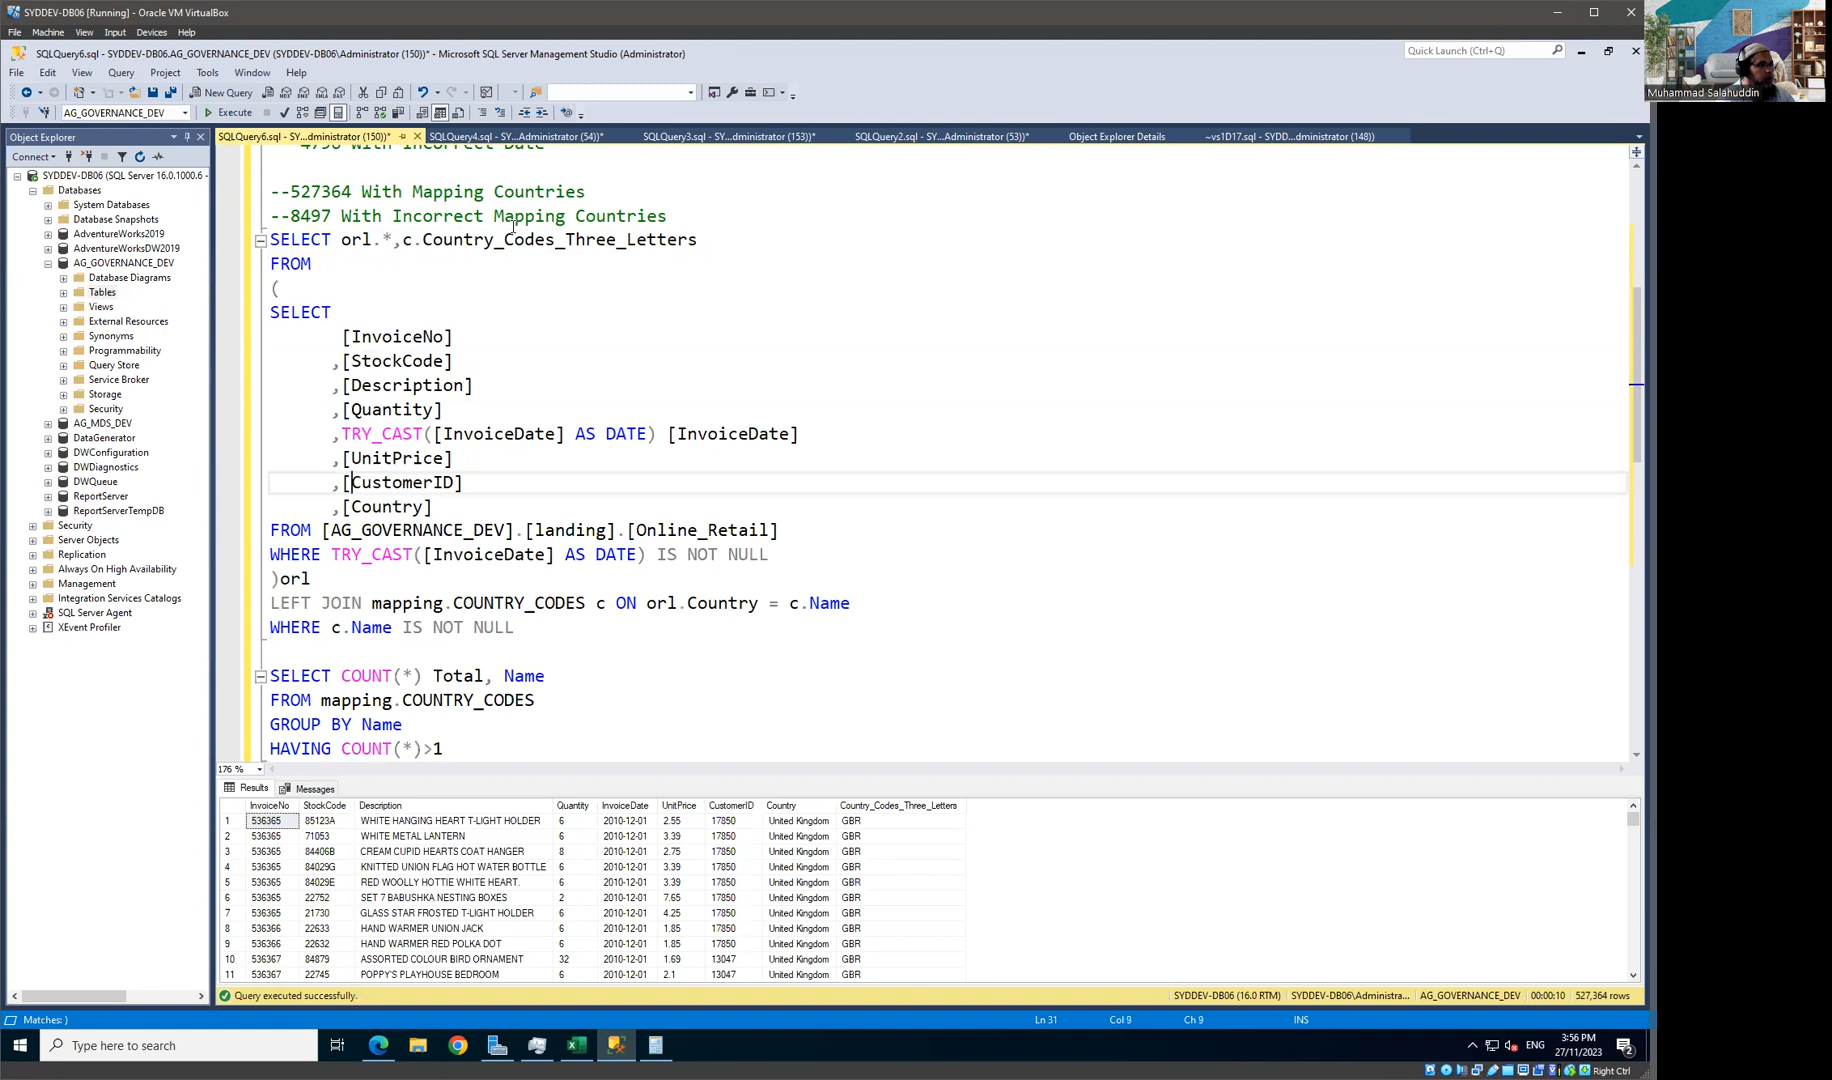 SYDDEV-DB06 [Running] - Oracle VM VirtualBox
File Machine View Input Devices Help
SQLQuery6.sql - SYDDEV-DB06.AG_GOVERNANCE_DEV (SYDDEV-DB06\Administrator (150))* - Microsoft SQL Server Management Studio (Administrator)
Quick Launch (Ctrl+Q)
Muhammad Salahuddin
File Edit View Query Project Tools Window Help
New Query
AG_GOVERNANCE_DEV
Execute
Object Explorer
SQLQuery6.sql - SY...dministrator (150))*
SQLQuery4.sql - SY...Administrator (54))*
SQLQuery3.sql - SY...dministrator (153))*
SQLQuery2.sql - SY...Administrator (53))*
Object Explorer Details
~vs1D17.sql - SYDD...dministrator (148))
Connect
SYDDEV-DB06 (SQL Server 16.0.1000.6 -
Databases
System Databases
Database Snapshots
AdventureWorks2019
AdventureWorksDW2019
AG_GOVERNANCE_DEV
Database Diagrams
Tables
Views
External Resources
Synonyms
Programmability
Query Store
Service Broker
Storage
Security
AG_MDS_DEV
DataGenerator
DWConfiguration
DWDiagnostics
DWQueue
ReportServer
ReportServerTempDB
Security
Server Objects
Replication
Always On High Availability
Management
Integration Services Catalogs
SQL Server Agent
XEvent Profiler
With Incorrect Date
--527364 With Mapping Countries
--8497 With Incorrect Mapping Countries
SELECT orl.*,c.Country_Codes_Three_Letters
FROM
(
SELECT
[InvoiceNo]
,[StockCode]
,[Description]
,[Quantity]
,TRY_CAST([InvoiceDate] AS DATE) [InvoiceDate]
,[UnitPrice]
,[CustomerID]
,[Country]
FROM [AG_GOVERNANCE_DEV].[landing].[Online_Retail]
WHERE TRY_CAST([InvoiceDate] AS DATE) IS NOT NULL
)orl
LEFT JOIN mapping.COUNTRY_CODES c ON orl.Country = c.Name
WHERE c.Name IS NOT NULL
SELECT COUNT(*) Total, Name
FROM mapping.COUNTRY_CODES
GROUP BY Name
HAVING COUNT(*)>1
176 %
Results Messages
InvoiceNo StockCode Description Quantity InvoiceDate UnitPrice CustomerID Country Country_Codes_Three_Letters
1 536365 85123A WHITE HANGING HEART T-LIGHT HOLDER 6 2010-12-01 2.55 17850 United Kingdom GBR
2 536365 71053 WHITE METAL LANTERN 6 2010-12-01 3.39 17850 United Kingdom GBR
3 536365 84406B CREAM CUPID HEARTS COAT HANGER 8 2010-12-01 2.75 17850 United Kingdom GBR
4 536365 84029G KNITTED UNION FLAG HOT WATER BOTTLE 6 2010-12-01 3.39 17850 United Kingdom GBR
5 536365 84029E RED WOOLLY HOTTIE WHITE HEART. 6 2010-12-01 3.39 17850 United Kingdom GBR
6 536365 22752 SET 7 BABUSHKA NESTING BOXES 2 2010-12-01 7.65 17850 United Kingdom GBR
7 536365 21730 GLASS STAR FROSTED T-LIGHT HOLDER 6 2010-12-01 4.25 17850 United Kingdom GBR
8 536366 22633 HAND WARMER UNION JACK 6 2010-12-01 1.85 17850 United Kingdom GBR
9 536366 22632 HAND WARMER RED POLKA DOT 6 2010-12-01 1.85 17850 United Kingdom GBR
10 536367 84879 ASSORTED COLOUR BIRD ORNAMENT 32 2010-12-01 1.69 13047 United Kingdom GBR
11 536367 22745 POPPY'S PLAYHOUSE BEDROOM 6 2010-12-01 2.1 13047 United Kingdom GBR
Query executed successfully.
SYDDEV-DB06 (16.0 RTM) SYDDEV-DB06\Administra... AG_GOVERNANCE_DEV 00:00:10 527,364 rows
Matches: )
Ln 31 Col 9 Ch 9 INS
Type here to search
ENG
3:56 PM
27/11/2023
2
Right Ctrl